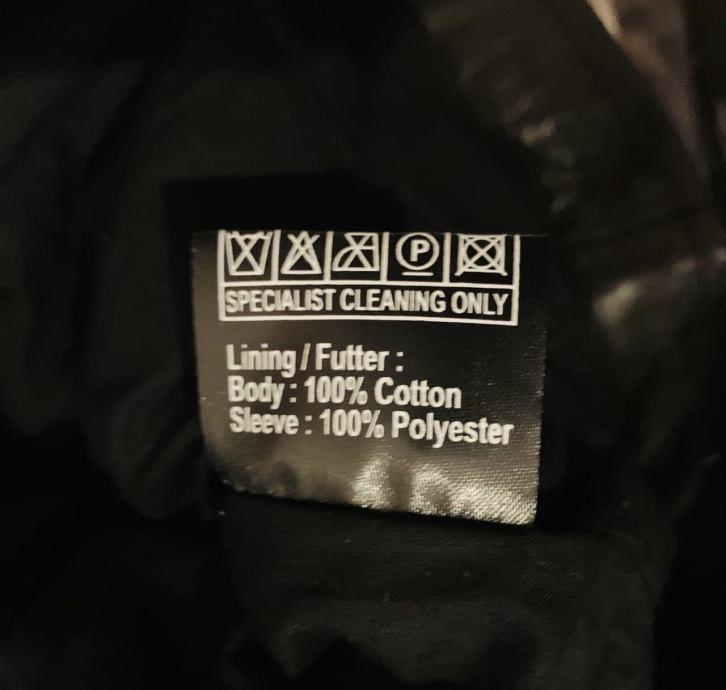 P
SPECIALIST CLEANING ONLY
Lining / Futter :
Body : 100% Cotton
Sleeve : 100% Polyester